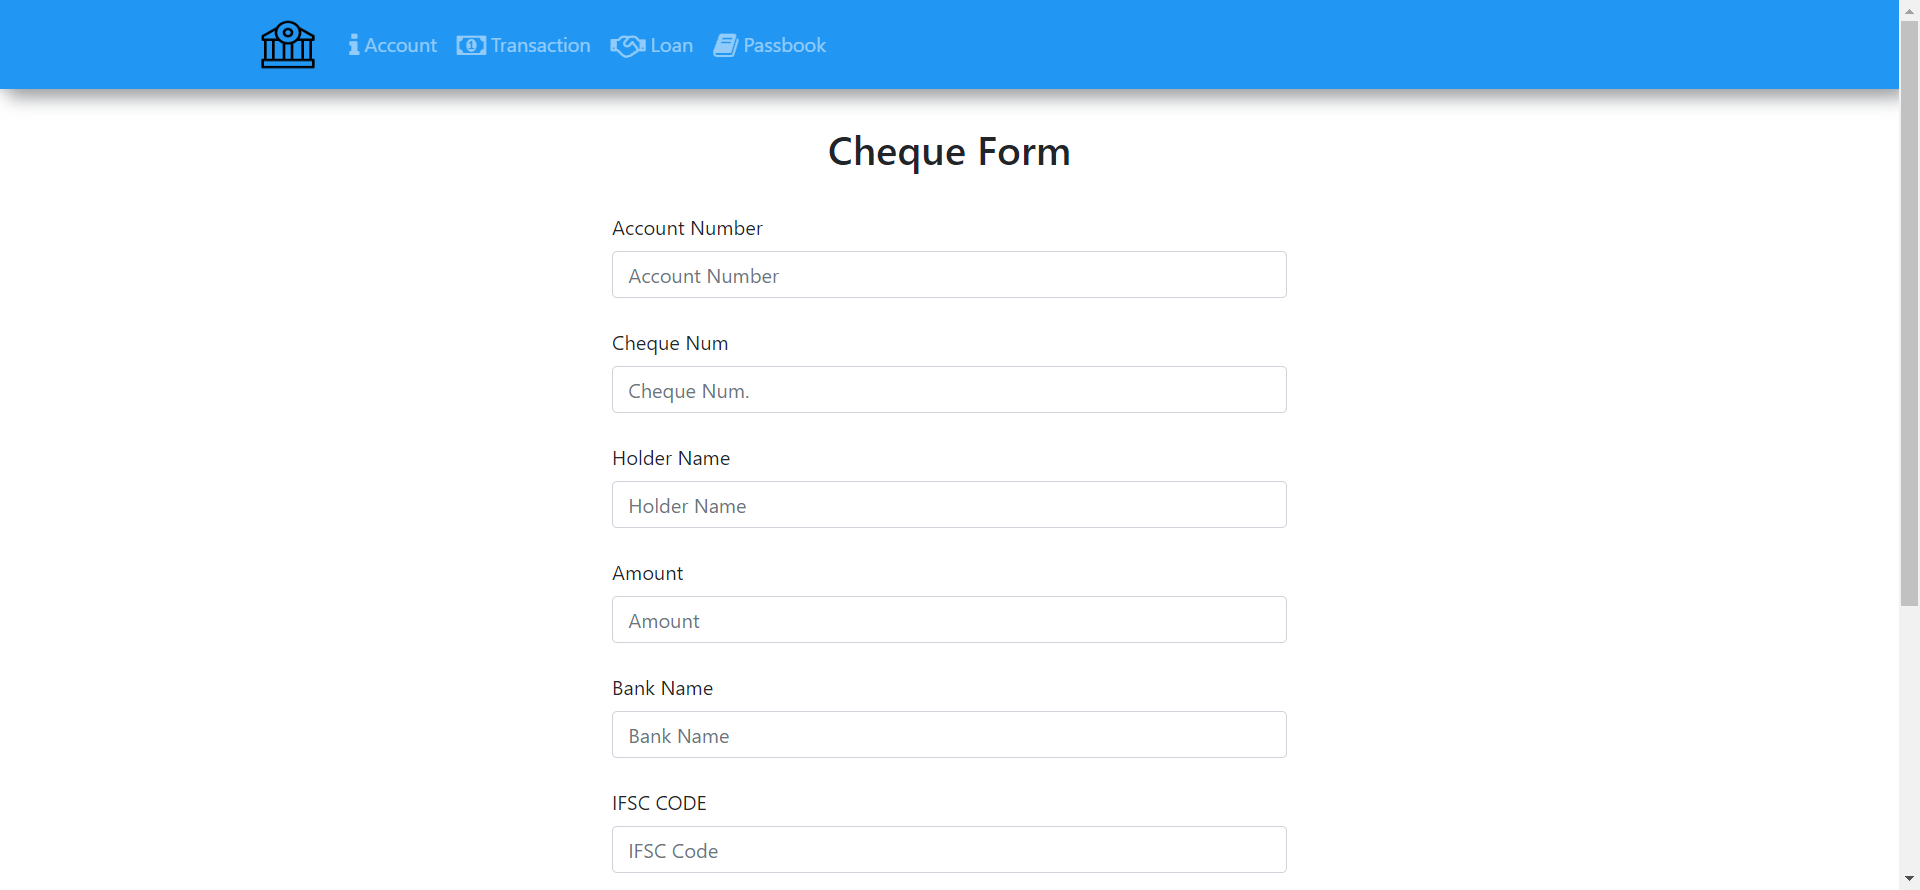 Account Transaction Loan Passbook
Cheque Form
Account Number
Account Number
Cheque Num
Cheque Num.
Holder Name
Holder Name
Amount
Amount
Bank Name
Bank Name
IFSC CODE
IFSC Code